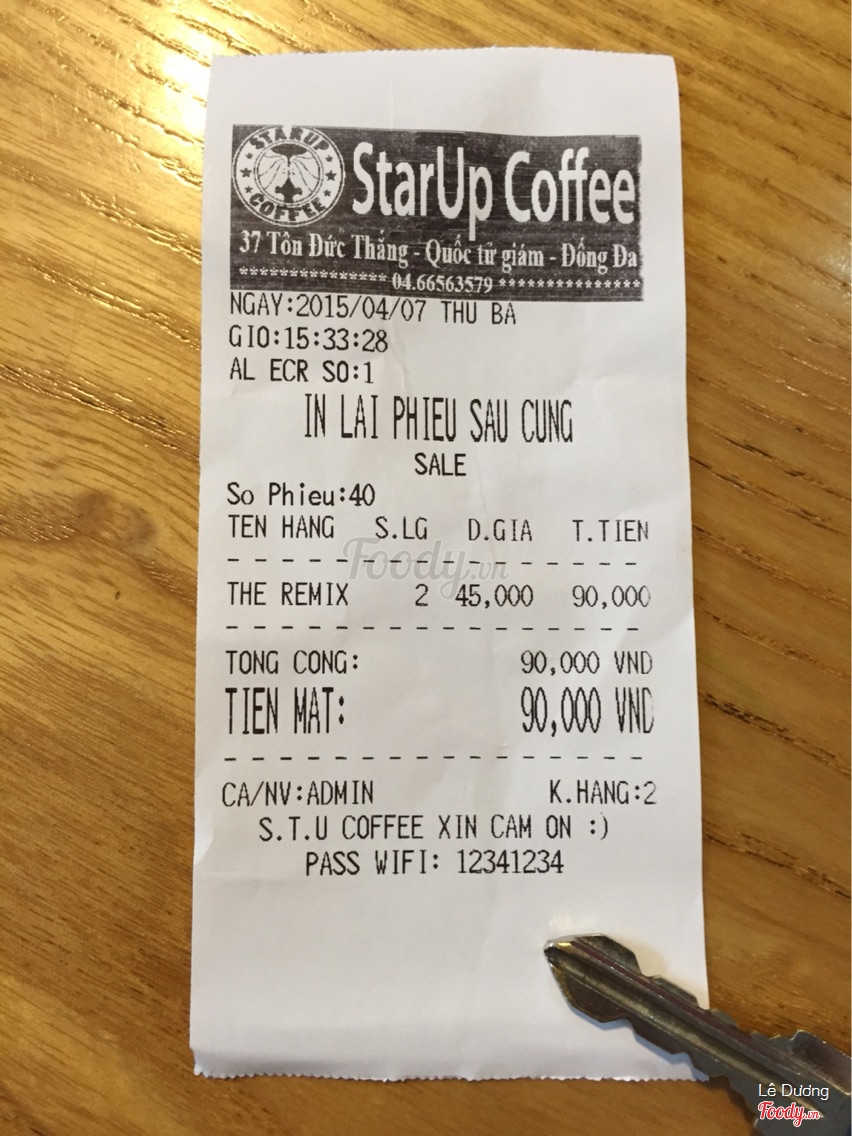 STARUP COFFEE
StarUp Coffee
37 Tôn Đức Thắng - Quốc tử giám - Đống Đa
*************** 04.66563579 ***************
NGAY:2015/04/07 THU BA
GIO:15:33:28
AL ECR SO:1
IN LAI PHIEU SAU CUNG
SALE
So Phieu:40
TEN HANG S.LG D.GIA T.TIEN
Foody.vn
THE REMIX 2 45,000 90,000
TONG CONG: 90,000 VND
TIEN MAT: 90,000 VND
CA/NV:ADMIN K.HANG:2
S.T.U COFFEE XIN CAM ON :)
PASS WIFI: 12341234
Lê Dương
Foody.vn